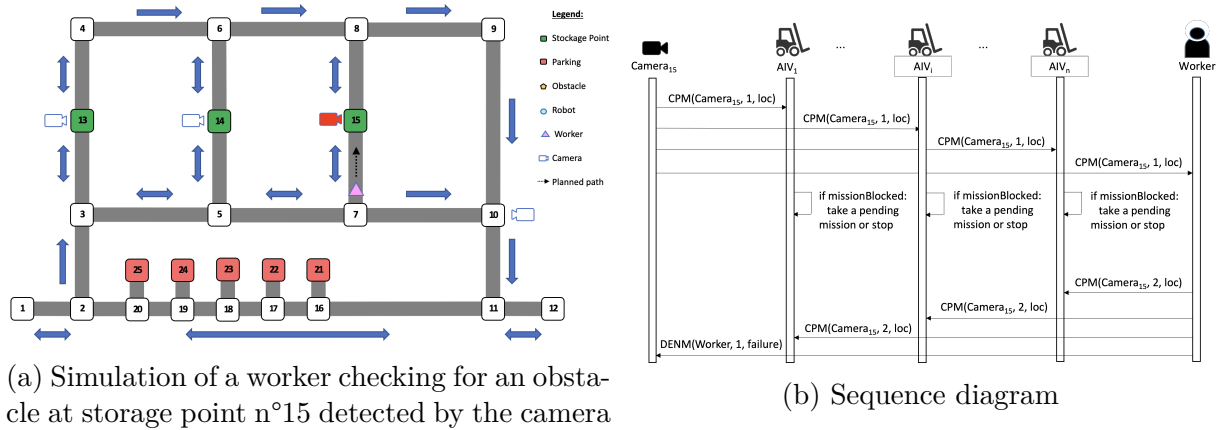 4
6
8
9
13
14
15
3
5
7
10
25
24
23
22
21
1
2
20
19
18
17
16
11
12
Legend:
Stockage Point
Parking
Obstacle
Robot
Worker
Camera
Planned path
(a) Simulation of a worker checking for an obsta-
cle at storage point n°15 detected by the camera
... ...
Camera15 AIV1 AIVi AIVn Worker
CPM(Camera15, 1, loc)
CPM(Camera15, 1, loc)
CPM(Camera15, 1, loc)
CPM(Camera15, 1, loc)
if missionBlocked:
take a pending
mission or stop
if missionBlocked:
take a pending
mission or stop
if missionBlocked:
take a pending
mission or stop
CPM(Camera15, 2, loc)
CPM(Camera15, 2, loc)
CPM(Camera15, 2, loc)
DENM(Worker, 1, failure)
(b) Sequence diagram